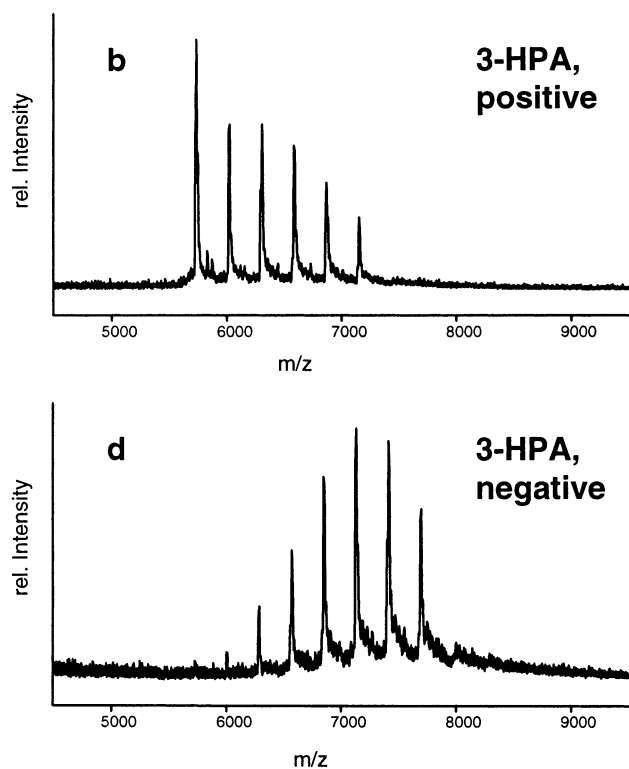 b
3-HPA,
positive
rel. Intensity
5000 6000 7000 8000 9000
m/z
d
3-HPA,
negative
rel. Intensity
5000 6000 7000 8000 9000
m/z